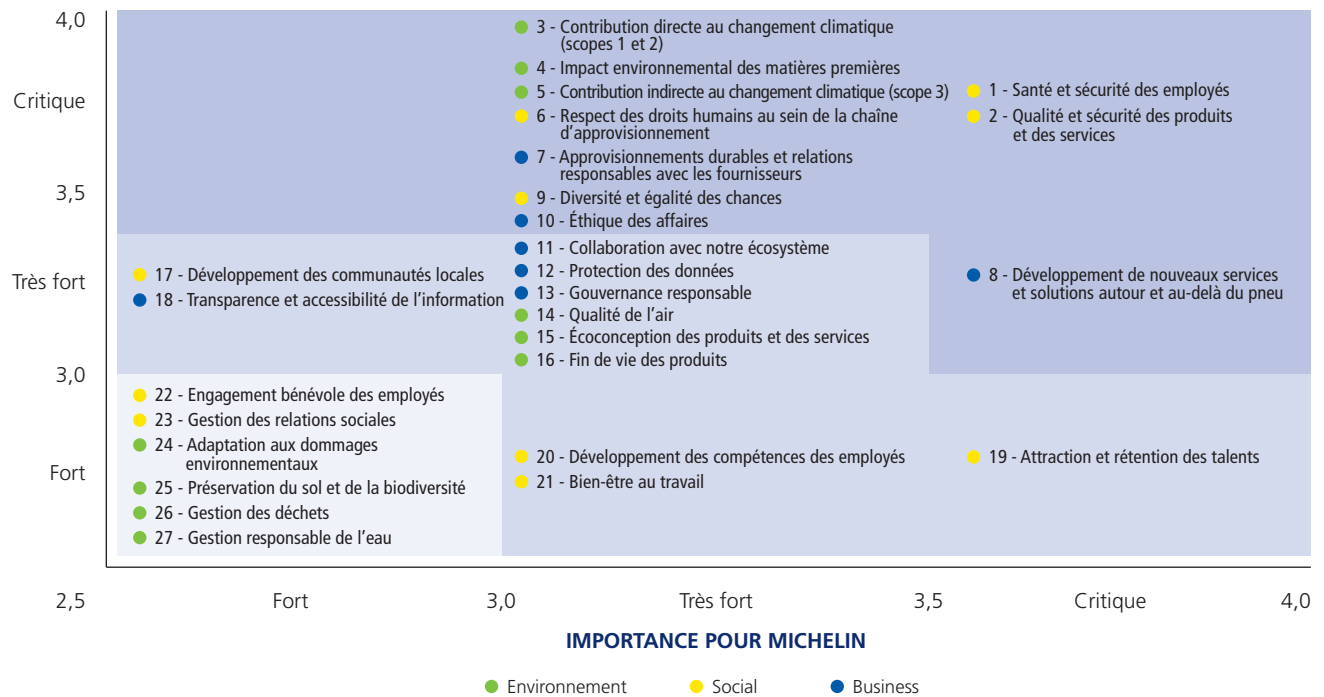 4,0
Critique
3,5
Très fort
3,0
Fort
2,5
3 - Contribution directe au changement climatique
(scopes 1 et 2)
4 - Impact environnemental des matières premières
5 - Contribution indirecte au changement climatique (scope 3)
6 - Respect des droits humains au sein de la chaîne
d’approvisionnement
7 - Approvisionnements durables et relations
responsables avec les fournisseurs
9 - Diversité et égalité des chances
10 - Éthique des affaires
1 - Santé et sécurité des employés
2 - Qualité et sécurité des produits
et des services
17 - Développement des communautés locales
18 - Transparence et accessibilité de l’information
11 - Collaboration avec notre écosystème
12 - Protection des données
13 - Gouvernance responsable
14 - Qualité de l’air
15 - Écoconception des produits et des services
16 - Fin de vie des produits
8 - Développement de nouveaux services
et solutions autour et au-delà du pneu
22 - Engagement bénévole des employés
23 - Gestion des relations sociales
24 - Adaptation aux dommages
environnementaux
25 - Préservation du sol et de la biodiversité
26 - Gestion des déchets
27 - Gestion responsable de l’eau
20 - Développement des compétences des employés
21 - Bien-être au travail
19 - Attraction et rétention des talents
Fort
3,0
Très fort
3,5
Critique
4,0
IMPORTANCE POUR MICHELIN
Environnement
Social
Business